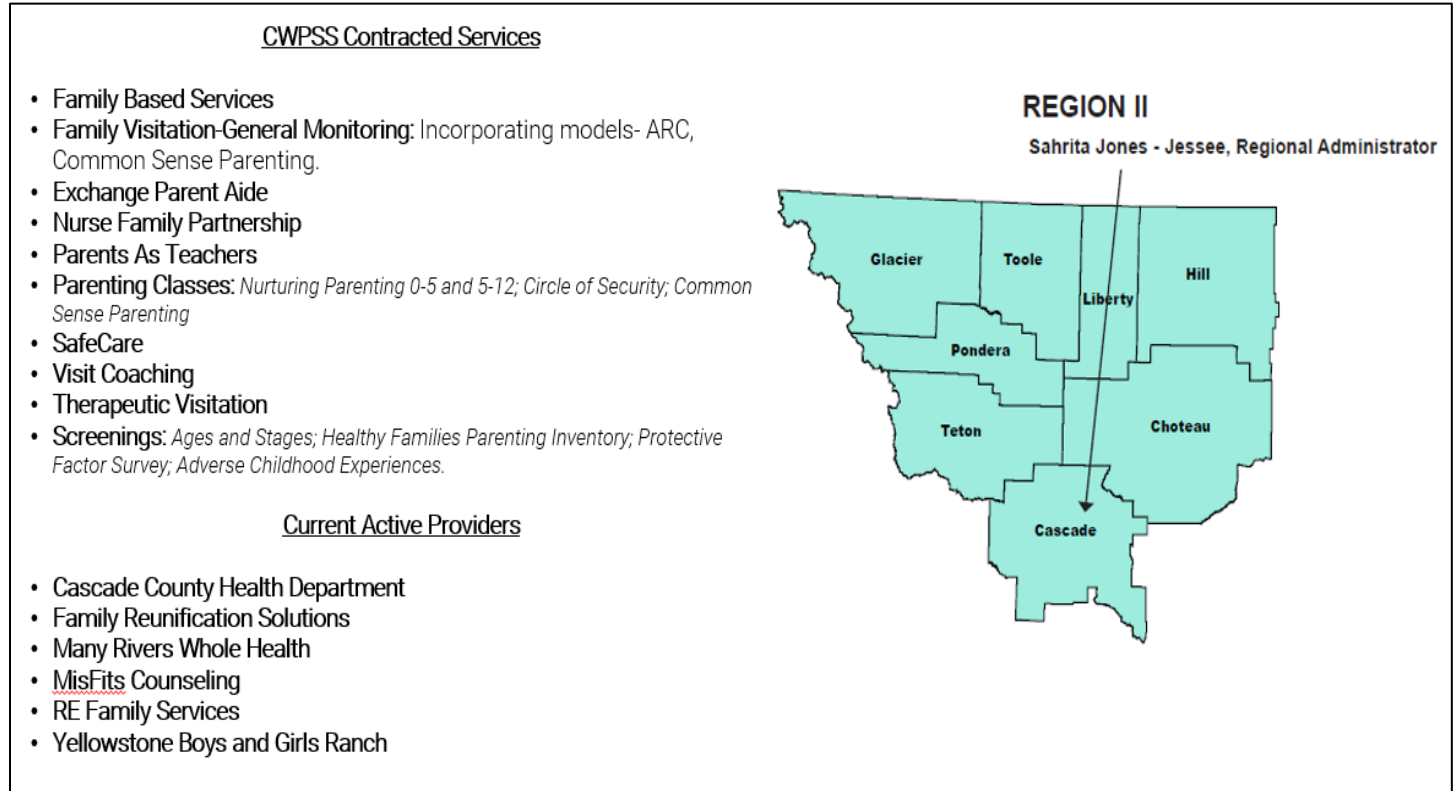 CWPSS Contracted Services
• Family Based Services
• Family Visitation-General Monitoring: Incorporating models- ARC,
Common Sense Parenting.
• Exchange Parent Aide
• Nurse Family Partnership
• Parents As Teachers
• Parenting Classes: Nurturing Parenting 0-5 and 5-12; Circle of Security; Common
Sense Parenting
• SafeCare
• Visit Coaching
• Therapeutic Visitation
• Screenings: Ages and Stages; Healthy Families Parenting Inventory; Protective
Factor Survey; Adverse Childhood Experiences.
Current Active Providers
• Cascade County Health Department
• Family Reunification Solutions
• Many Rivers Whole Health
• MisFits Counseling
• RE Family Services
• Yellowstone Boys and Girls Ranch
REGION II
Sahrita Jones - Jessee, Regional Administrator
Glacier
Toole
Liberty
Hill
Pondera
Teton
Choteau
Cascade